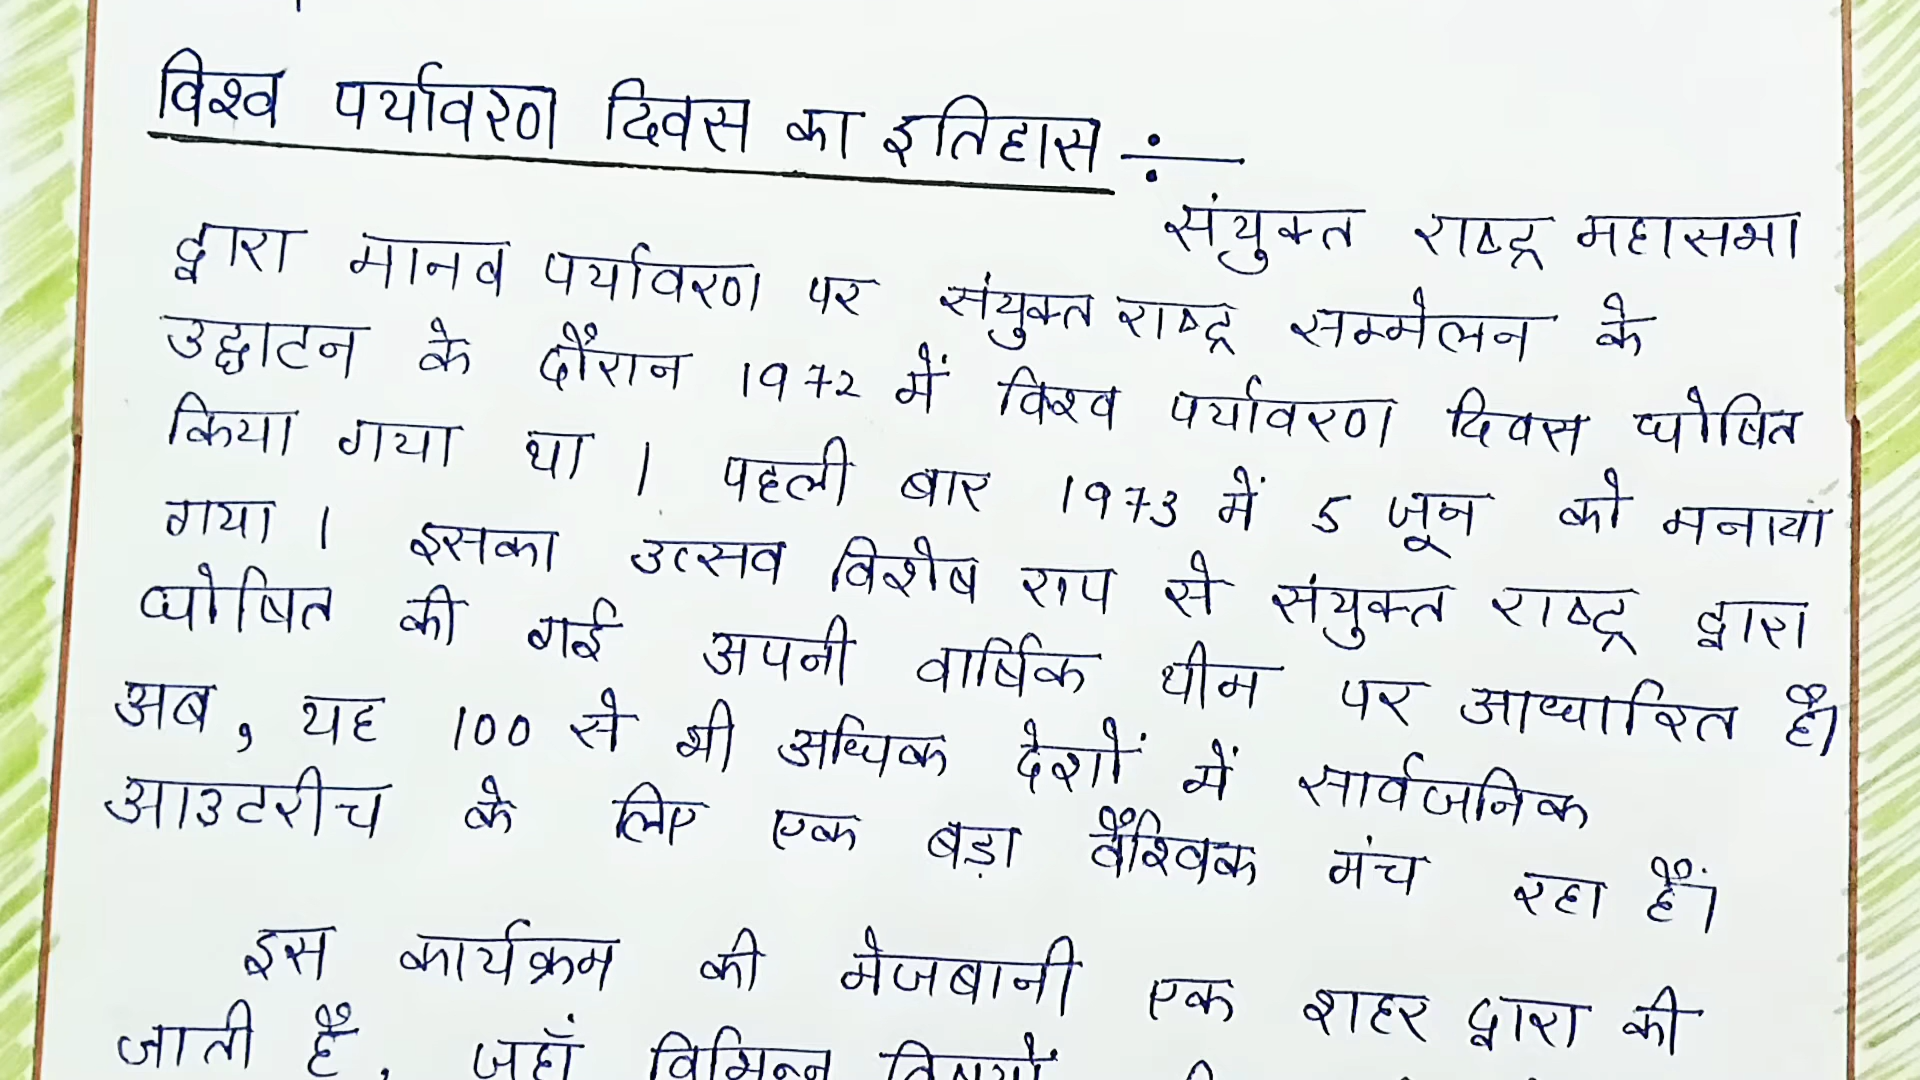 विश्व पर्यावरण दिवस का इतिहास ÷
संयुक्त राष्ट्र महासभा
द्वारा मानव पर्यावरण पर संयुक्त राष्ट्र सम्मेलन के
उद्घाटन के दौरान 1972 में विश्व पर्यावरण दिवस घोषित
किया गया था । पहली बार 1973 में 5 जून को मनाया
गया । इसका उत्सव विशेष रूप से संयुक्त राष्ट्र द्वारा
घोषित की गई अपनी वार्षिक थीम पर आधारित है।
अब, यह 100 से भी अधिक देशों में सार्वजनिक
आउटरीच के लिए एक बड़ा वैश्विक मंच रहा हैं।
इस कार्यक्रम की मेजबानी एक शहर द्वारा की
जाती है, जहाँ विभिन्न विषयों